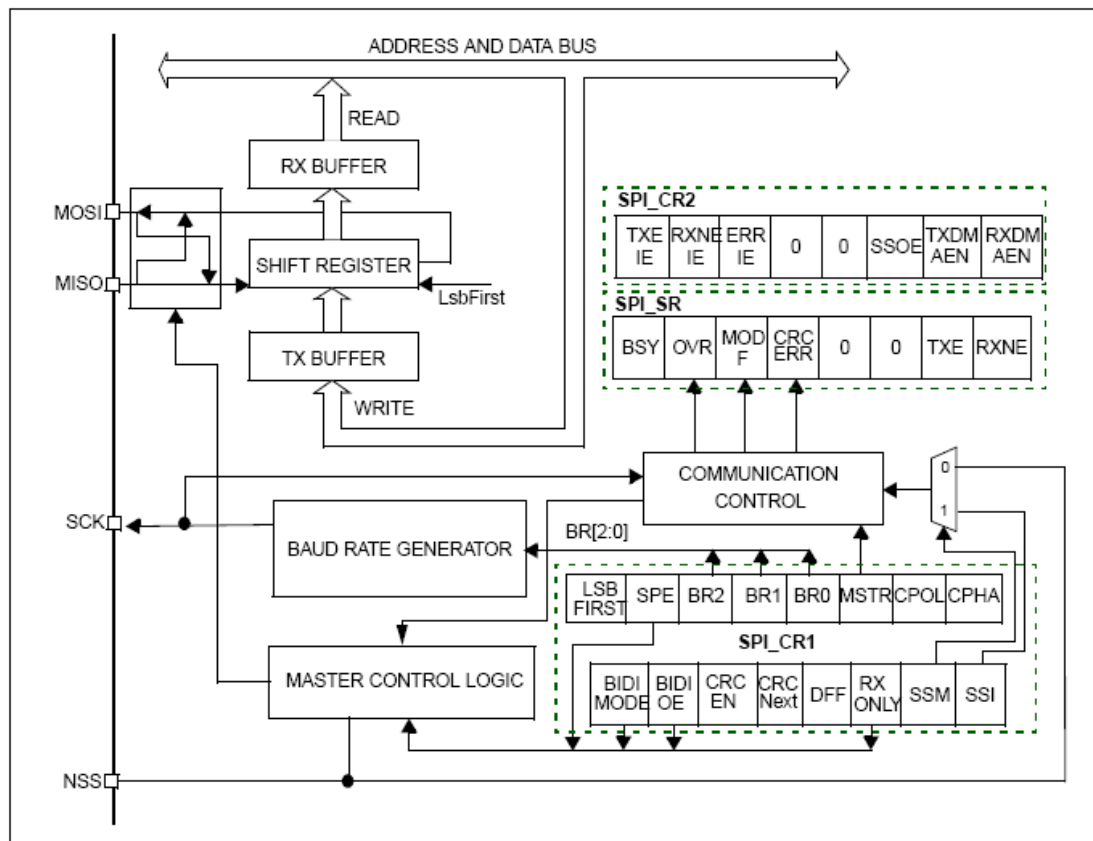 ADDRESS AND DATA BUS
READ
RX BUFFER
MOSI
SPI_CR2
TXE RXNE ERR 0 0 SSOE TXDM RXDM
IE IE IE AEN AEN
SHIFT REGISTER
MISO
LsbFirst
SPI_SR
BSY OVR MOD CRC 0 0 TXE RXNE
F ERR
TX BUFFER
WRITE
COMMUNICATION
CONTROL
0
1
SCK
BAUD RATE GENERATOR
BR[2:0]
LSB SPE BR2 BR1 BR0 MSTR CPOL CPHA
FIRST
SPI_CR1
MASTER CONTROL LOGIC
BIDI BIDI CRC CRC DFF RX SSM SSI
MODE OE EN Next ONLY
NSS